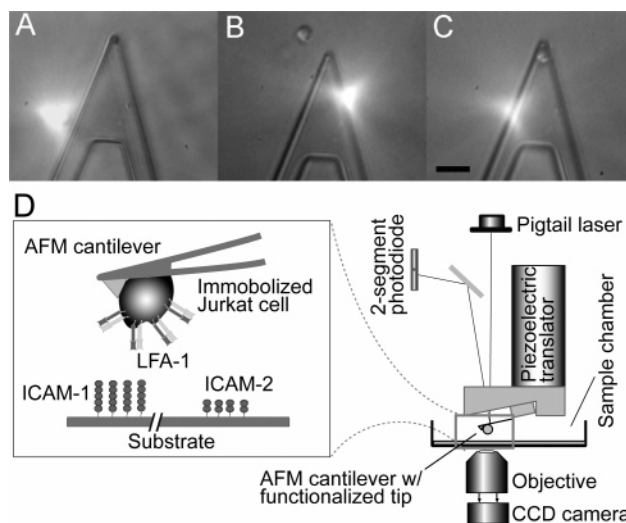 A
B
C
D
AFM cantilever
Immobolized
Jurkat cell
LFA-1
ICAM-1
ICAM-2
Substrate
Pigtail laser
2-segment
photodiode
Piezoelectric
translator
Sample chamber
AFM cantilever w/
functionalized tip
Objective
CCD camera